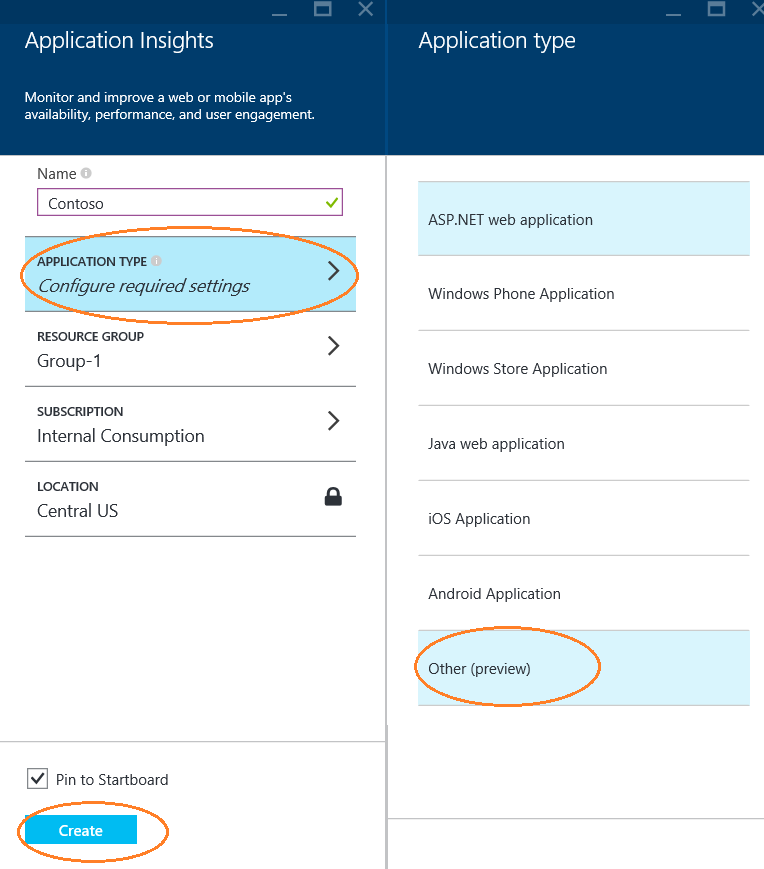 Application Insights
Monitor and improve a web or mobile app's
availability, performance, and user engagement.
Name
Contoso
APPLICATION TYPE
Configure required settings
RESOURCE GROUP
Group-1
SUBSCRIPTION
Internal Consumption
LOCATION
Central US
Pin to Startboard
Create
Application type
ASP.NET web application
Windows Phone Application
Windows Store Application
Java web application
iOS Application
Android Application
Other (preview)